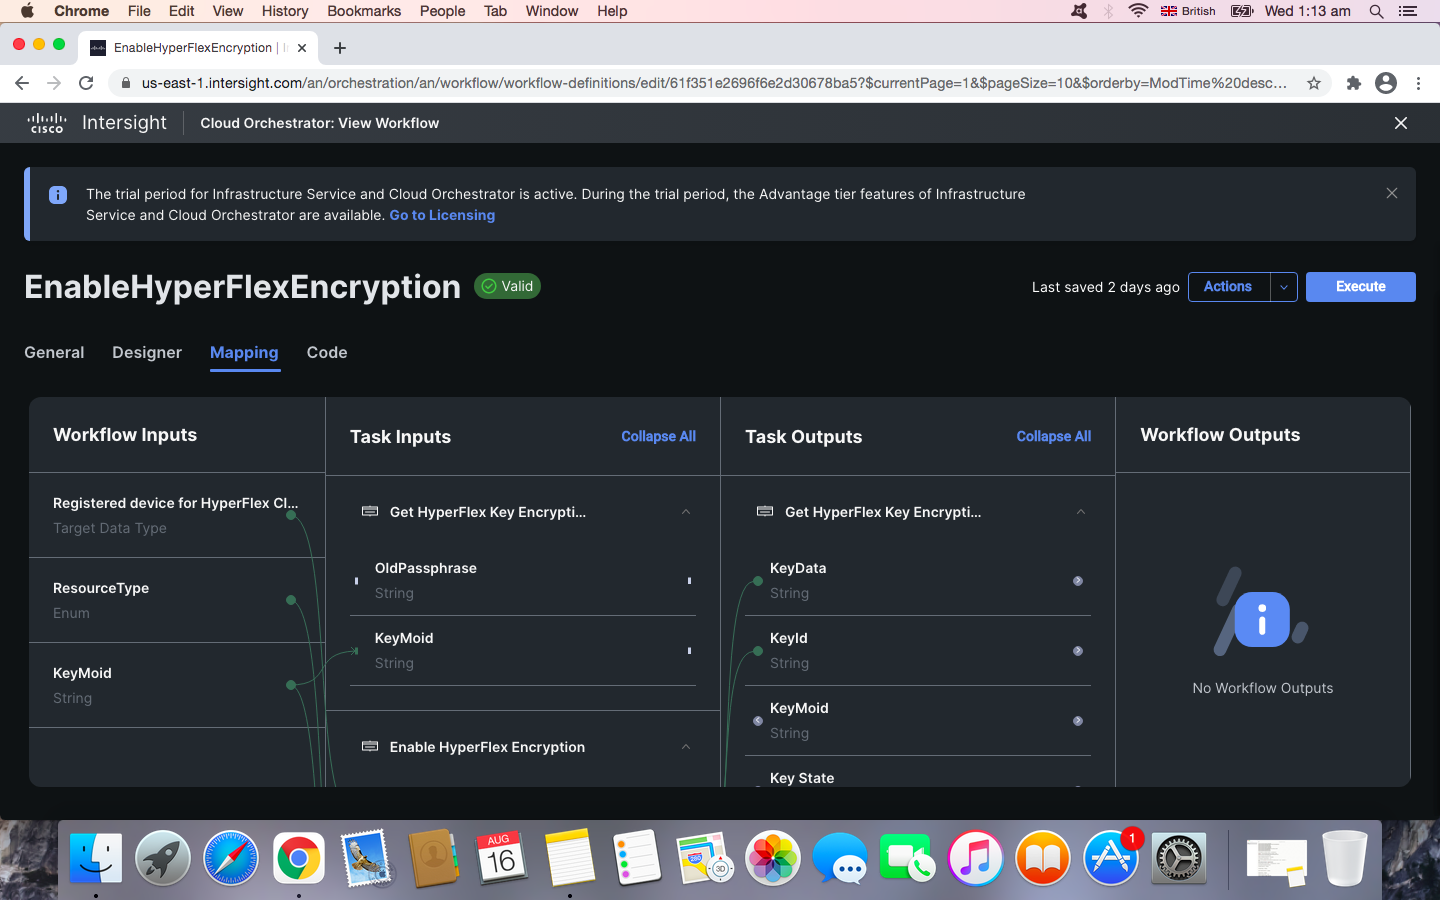 Chrome File Edit View History Bookmarks People Tab Window Help British Wed 1:13 am
EnableHyperFlexEncryption |
us-east-1.intersight.com/an/orchestration/an/workflow/workflow-definitions/edit/61f351e2696f6e2d30678ba5?$currentPage=1&$pageSize=10&$orderby=ModTime%20desc...
CISCO Intersight Cloud Orchestrator: View Workflow
The trial period for Infrastructure Service and Cloud Orchestrator is active. During the trial period, the Advantage tier features of Infrastructure
Service and Cloud Orchestrator are available. Go to Licensing
EnableHyperFlexEncryption Valid Last saved 2 days ago Actions Execute
General Designer Mapping Code
Workflow Inputs Task Inputs Collapse All Task Outputs Collapse All Workflow Outputs
Registered device for HyperFlex Cl...
Target Data Type
ResourceType
Enum
KeyMoid
String
Get HyperFlex Key Encrypti...
OldPassphrase
String
KeyMoid
String
Enable HyperFlex Encryption
Get HyperFlex Key Encrypti...
KeyData
String
KeyId
String
KeyMoid
String
Key State
No Workflow Outputs
AUG
16
280
3D
1